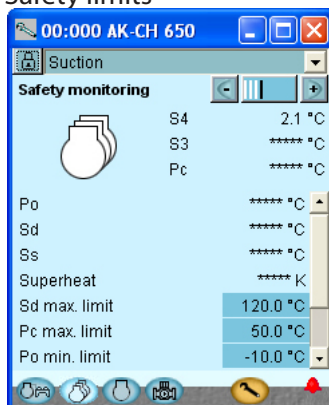 Safety limits
00:000 AK-CH 650
Suction
Safety monitoring
S4 2.1 °C
S3 ***** °C
Pc ***** °C
Po ***** °C
Sd ***** °C
Ss ***** °C
Superheat ***** K
Sd max. limit 120.0 °C
Pc max. limit 50.0 °C
Po min. limit -10.0 °C